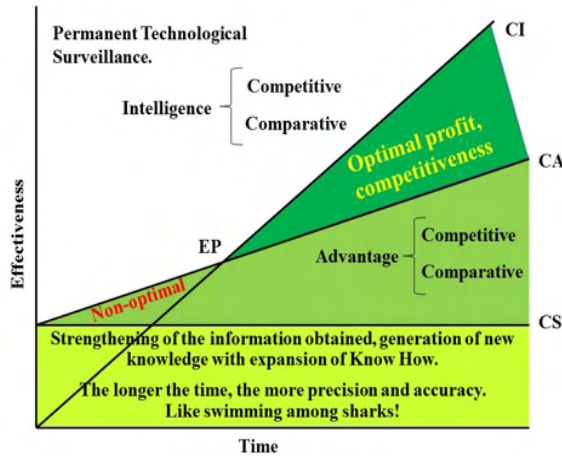 Permanent Technological
Surveillance.
CI
Competitive
Intelligence
Comparative
Optimal profit,
competitiveness
CA
EP
Competitive
Advantage
Comparative
Non-optimal
CS
Strengthening of the information obtained, generation of new
knowledge with expansion of Know How.
The longer the time, the more precision and accuracy.
Like swimming among sharks!
Effectiveness
Time